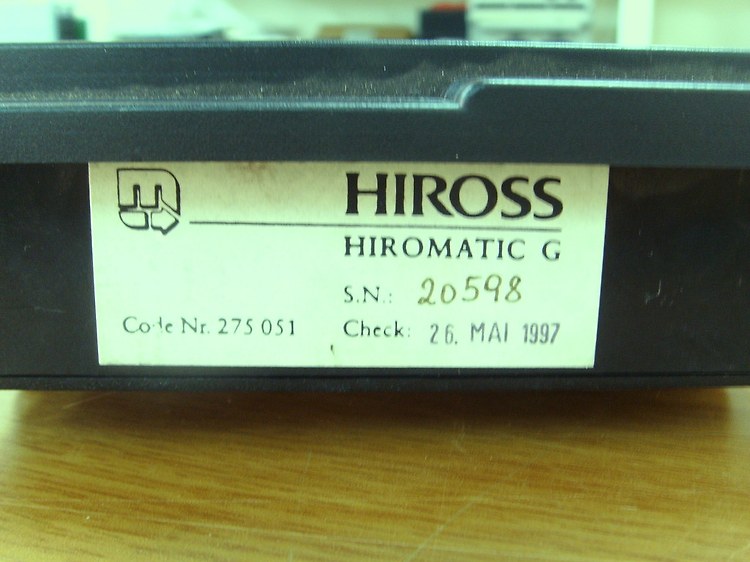 HIROSS
HIROMATIC G
S.N.: 20598
Code Nr. 275 051
Check: 26. MAI 1997